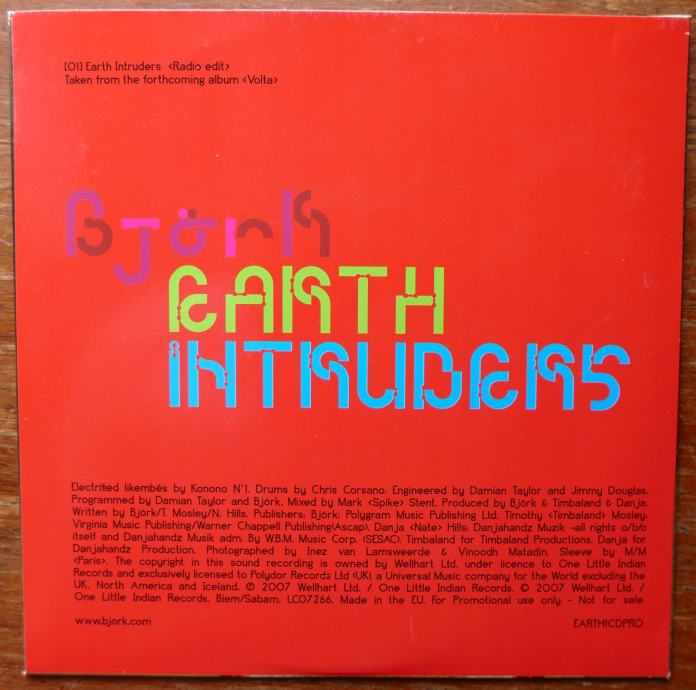 [01] Earth Intruders <Radio edit>
Taken from the forthcoming album <Volta>
Björk
EARTH
INTRUDERS
Electrified likembés by Konono N°1. Drums by Chris Corsano. Engineered by Damian Taylor and Jimmy Douglas.
Programmed by Damian Taylor and Björk. Mixed by Mark <Spike> Stent. Produced by Björk & Timbaland & Danja.
Written by Björk/T. Mosley/N. Hills. Publishers: Björk: Polygram Music Publishing Ltd. Timothy <Timbaland> Mosley:
Virginia Music Publishing/Warner Chappell Publishing(Ascap). Danja <Nate> Hills: Danjahandz Muzik -all rights o/b/o
itself and Danjahandz Musik adm. By W.B.M. Music Corp. (SESAC). Timbaland for Timbaland Productions. Danja for
Danjahandz Production. Photographed by Inez van Lamsweerde & Vinoodh Matadin. Sleeve by M/M
<Paris>. The copyright in this sound recording is owned by Wellhart Ltd. under licence to One Little Indian
Records and exclusively licensed to Polydor Records Ltd (UK), a Universal Music company for the World excluding the
UK, North America and Iceland. ℗ 2007 Wellhart Ltd. / One Little Indian Records. © 2007 Wellhart Ltd. /
One Little Indian Records. Biem/Sabam. LC07266. Made in the EU. For Promotional use only - Not for sale.
www.bjork.com
EARTHICDPRO